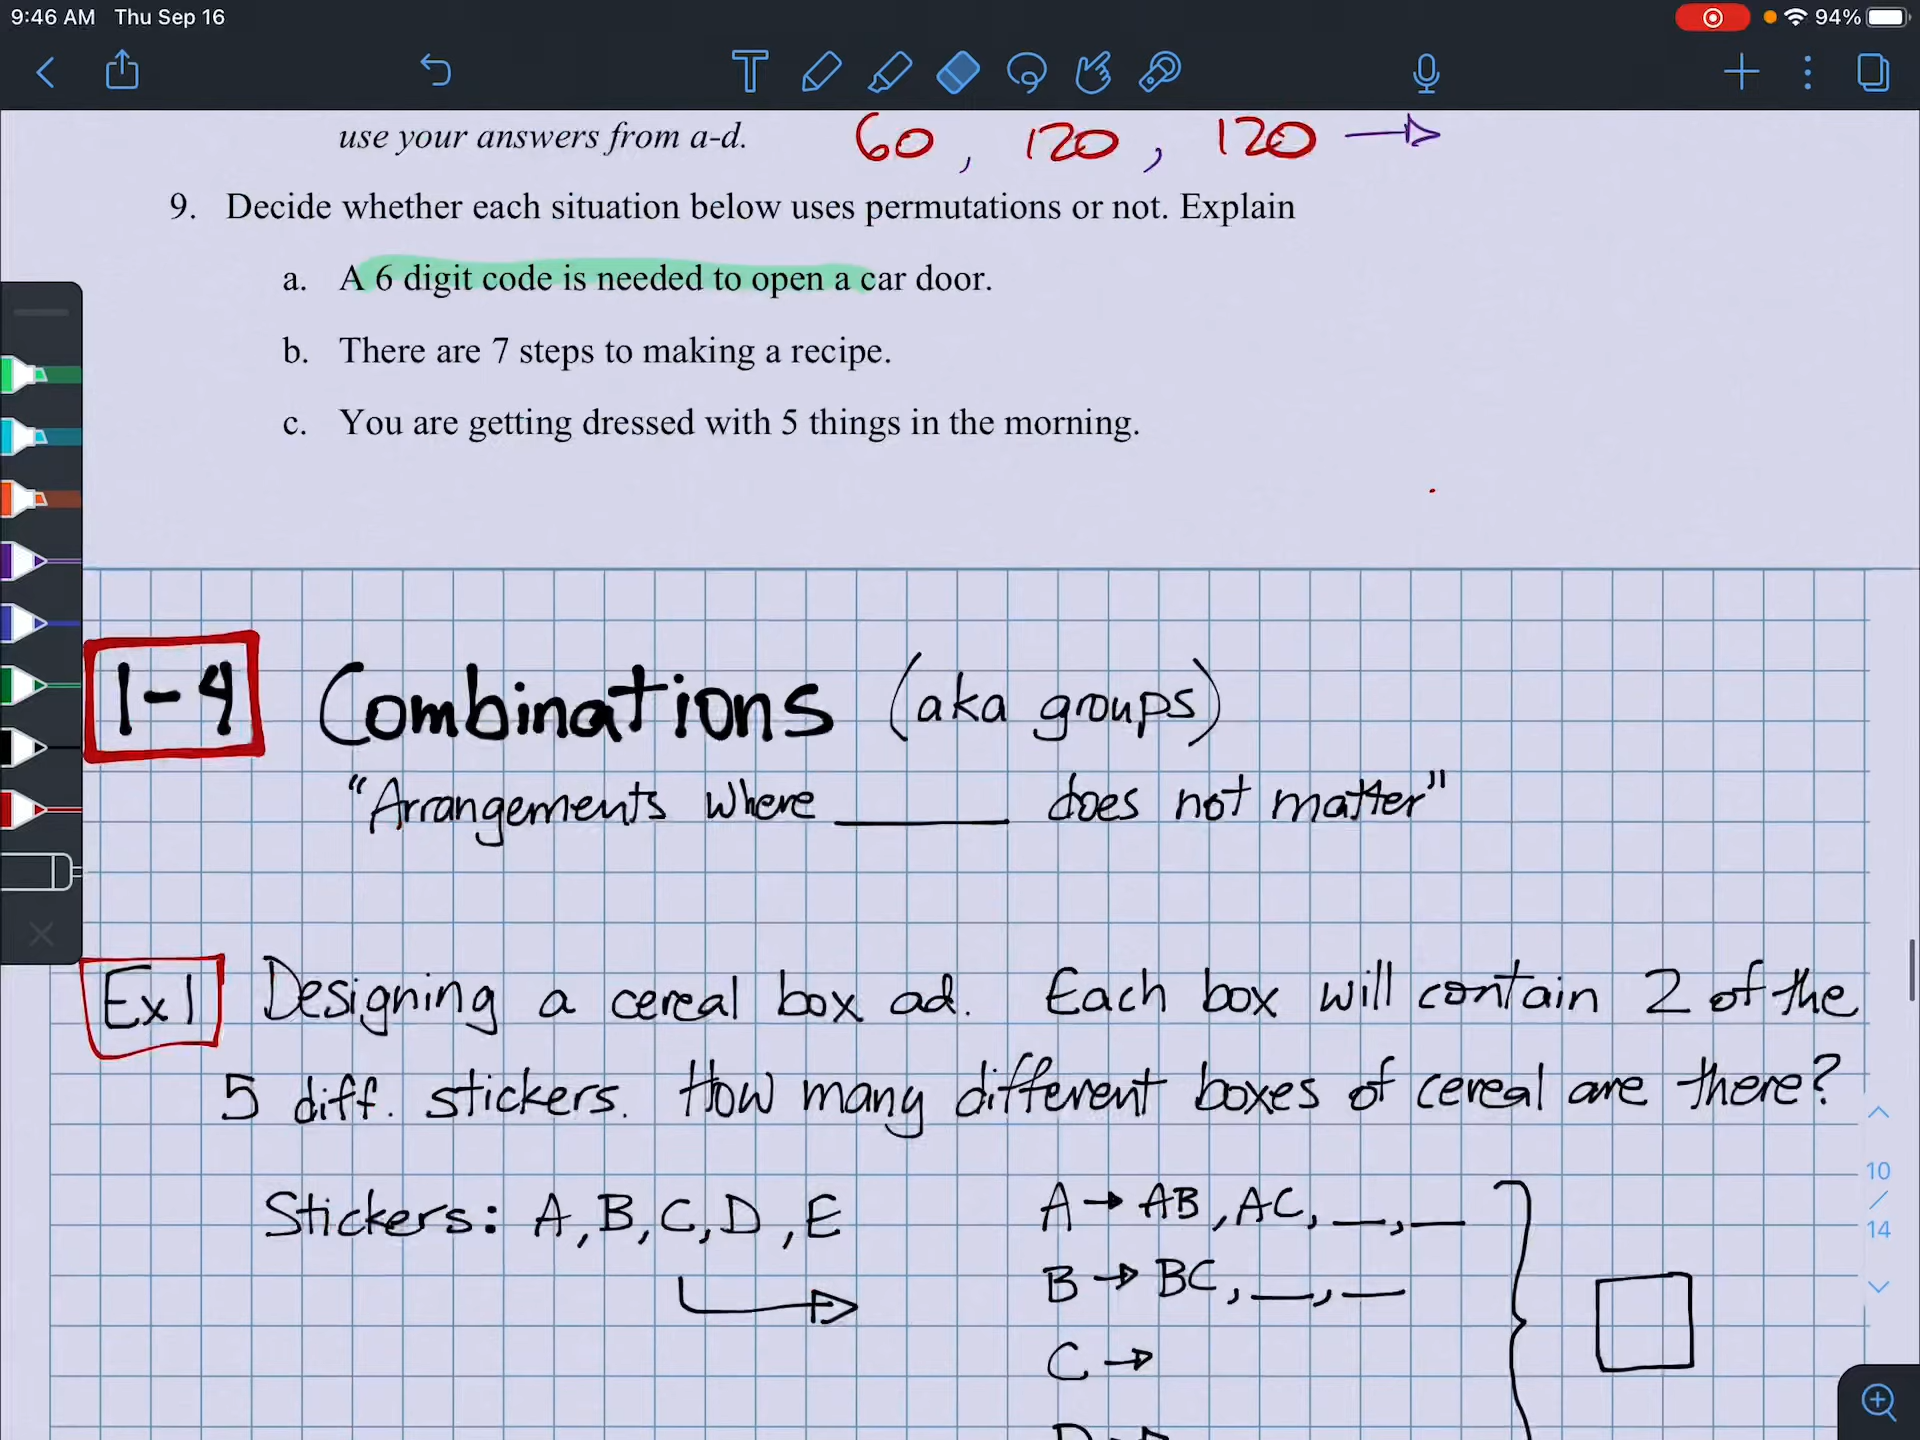 9:46 AM Thu Sep 16
94%
use your answers from a-d. 60, 120, 120 →
9. Decide whether each situation below uses permutations or not. Explain
a. A 6 digit code is needed to open a car door.
b. There are 7 steps to making a recipe.
c. You are getting dressed with 5 things in the morning.
1-4 Combinations (aka groups)
"Arrangements where ______ does not matter"
Ex 1 Designing a cereal box ad. Each box will contain 2 of the
5 diff. stickers. How many different boxes of cereal are there?
10
/
14
Stickers: A, B, C, D, E
A → AB, AC, __, __
B → BC, __, __
C →
D →